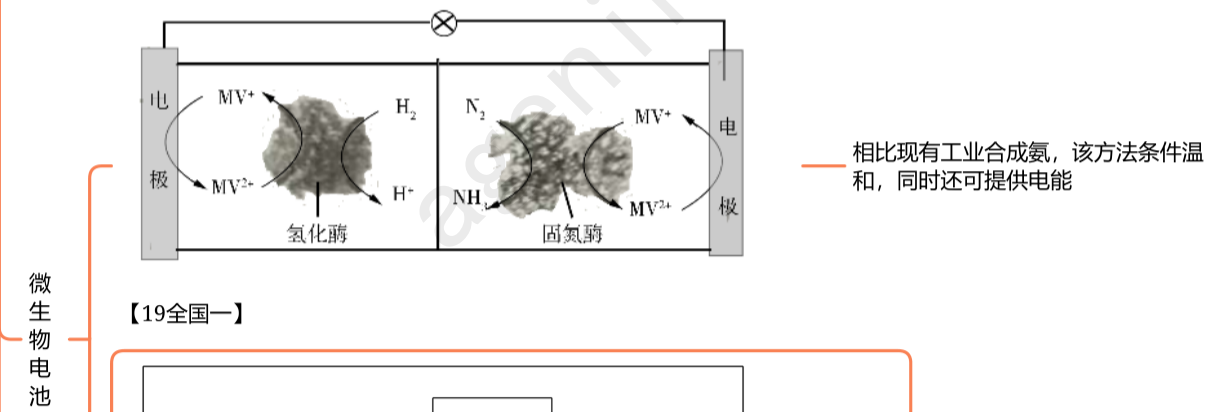 电
极
MV⁺
MV²⁺
H₂
H⁺
氢化酶
N₂
NH₃
MV⁺
MV²⁺
固氮酶
电
极
相比现有工业合成氨，该方法条件温
和，同时还可提供电能
微生物电池
【19全国一】